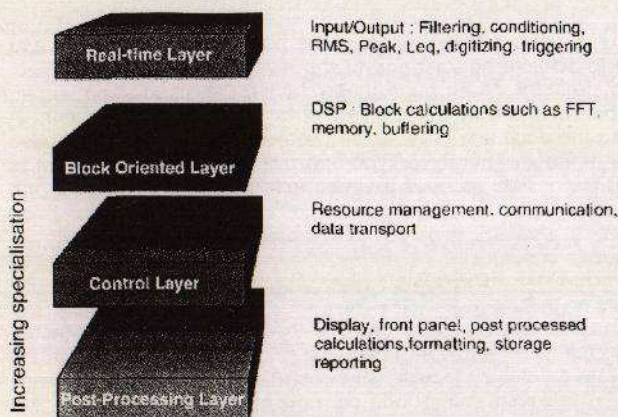 Real-time Layer
Input/Output : Filtering, conditioning,
RMS, Peak, Leq, digitizing. triggering
Block Oriented Layer
DSP : Block calculations such as FFT,
memory, buffering
Control Layer
Resource management, communication,
data transport
Post-Processing Layer
Display, front panel, post processed
calculations,formatting, storage
reporting
Increasing specialisation